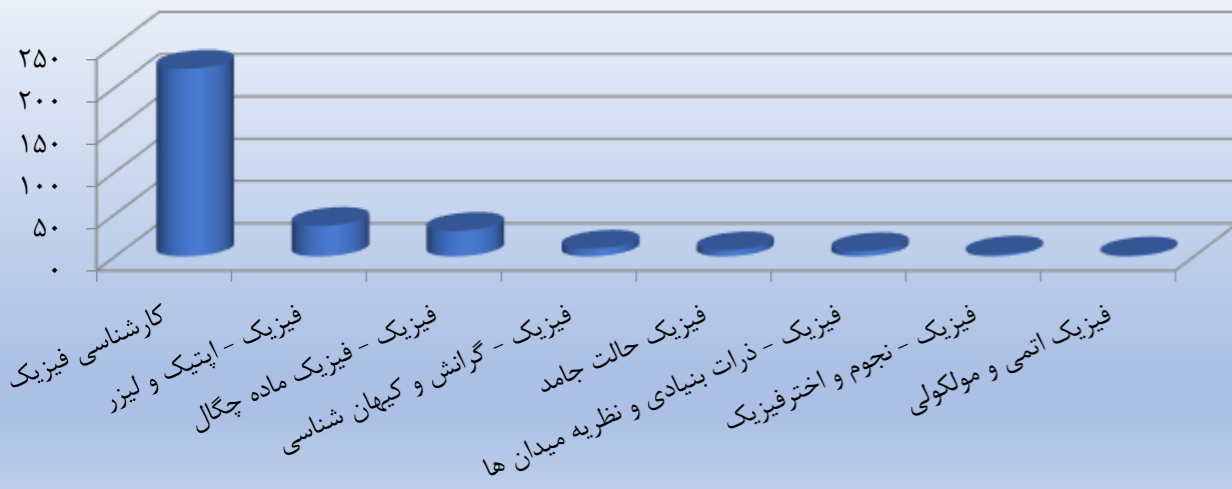 ۲۵۰
۲۰۰
۱۵۰
۱۰۰
۵۰
۰
کارشناسی فیزیک
فیزیک - اپتیک و لیزر
فیزیک - فیزیک ماده چگال
فیزیک - گرانش و کیهان شناسی
فیزیک حالت جامد
فیزیک - ذرات بنیادی و نظریه میدان ها
فیزیک - نجوم و اخترفیزیک
فیزیک اتمی و مولکولی